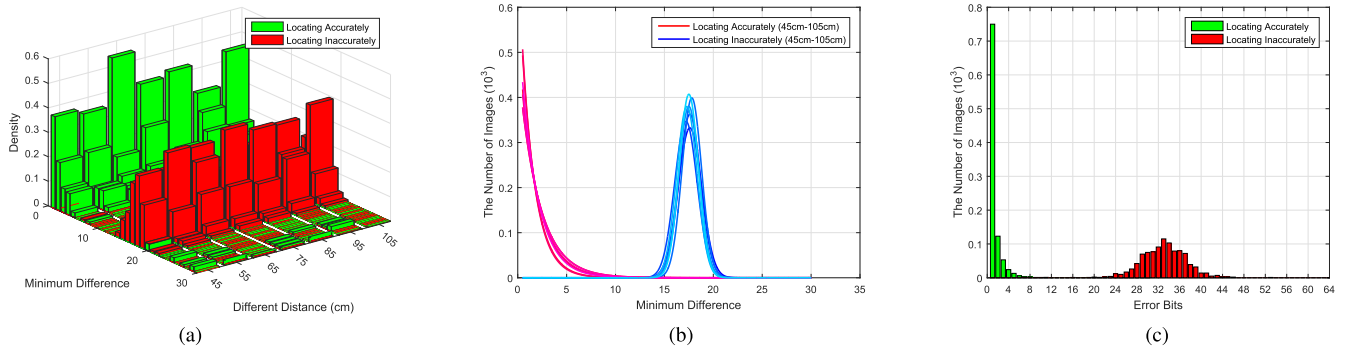 Locating Accurately
Locating Inaccurately
0.6
0.5
0.4
0.3
0.2
0.1
0
Density
0
10
20
30
Minimum Difference
45
55
65
75
85
95
105
Different Distance (cm)
(a)
0.6
0.5
0.4
0.3
0.2
0.1
0
The Number of Images (10^3)
Locating Accurately (45cm-105cm)
Locating Inaccurately (45cm-105cm)
0 5 10 15 20 25 30 35
Minimum Difference
(b)
0.8
0.7
0.6
0.5
0.4
0.3
0.2
0.1
0
The Number of Images (10^3)
Locating Accurately
Locating Inaccurately
0 4 8 12 16 20 24 28 32 36 40 44 48 52 56 60 64
Error Bits
(c)